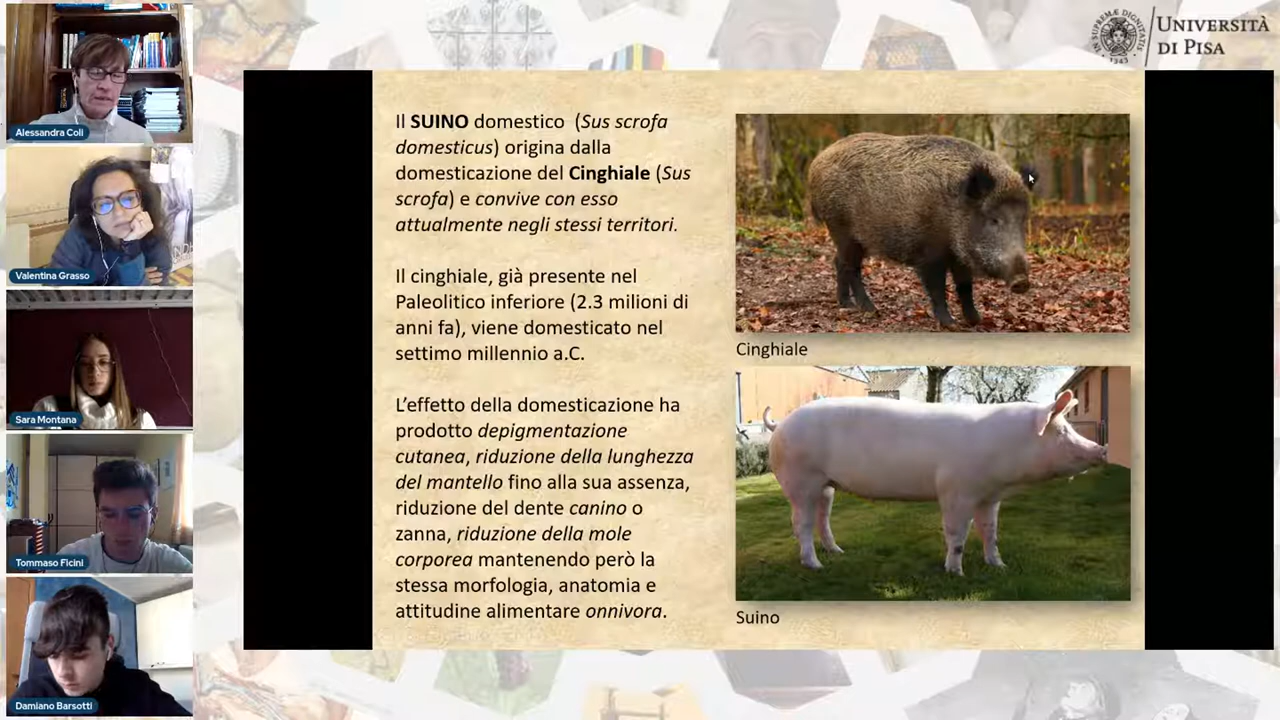 UNIVERSITÀ
DI PISA
IN SUPREMÆ DIGNITATIS
1343
Alessandra Coli
Valentina Grasso
Sara Montana
Tommaso Ficini
Damiano Barsotti
Il SUINO domestico (Sus scrofa
domesticus) origina dalla
domesticazione del Cinghiale (Sus
scrofa) e convive con esso
attualmente negli stessi territori.
Il cinghiale, già presente nel
Paleolitico inferiore (2.3 milioni di
anni fa), viene domesticato nel
settimo millennio a.C.
L’effetto della domesticazione ha
prodotto depigmentazione
cutanea, riduzione della lunghezza
del mantello fino alla sua assenza,
riduzione del dente canino o
zanna, riduzione della mole
corporea mantenendo però la
stessa morfologia, anatomia e
attitudine alimentare onnivora.
Cinghiale
Suino